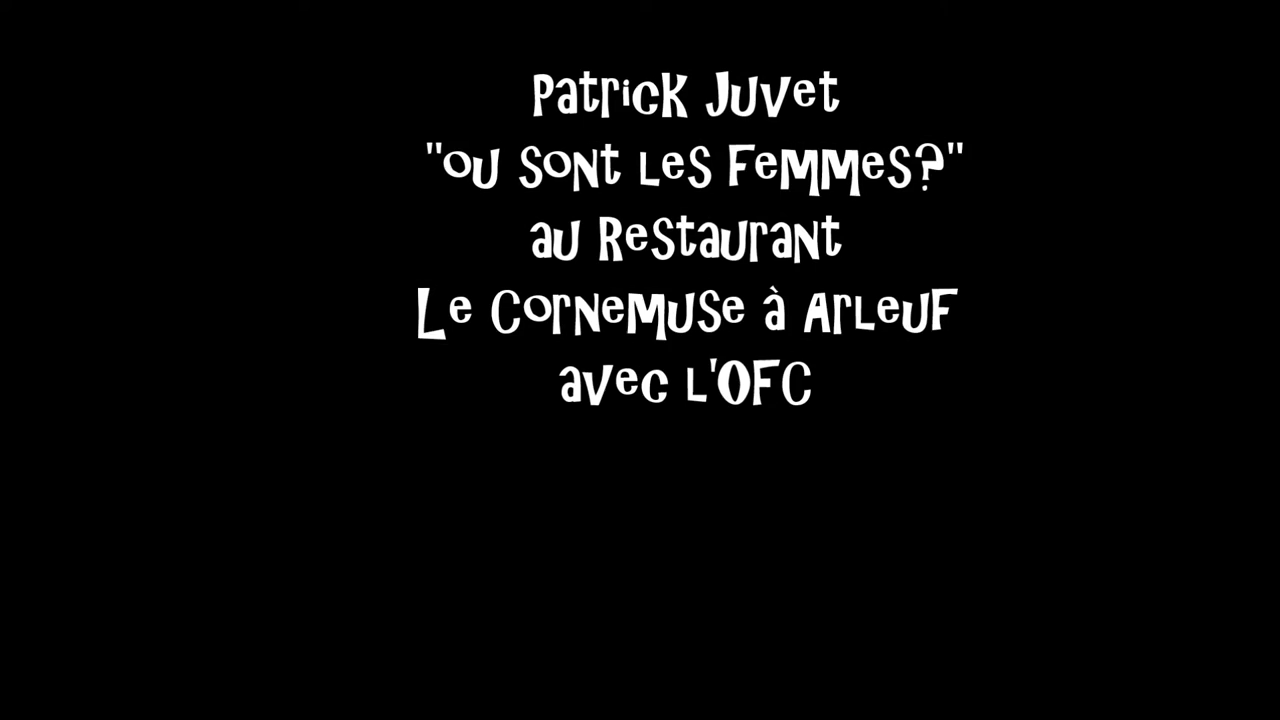 Patrick Juvet
"ou sont les Femmes?"
au Restaurant
Le Cornemuse à Arleuf
avec l'OFC